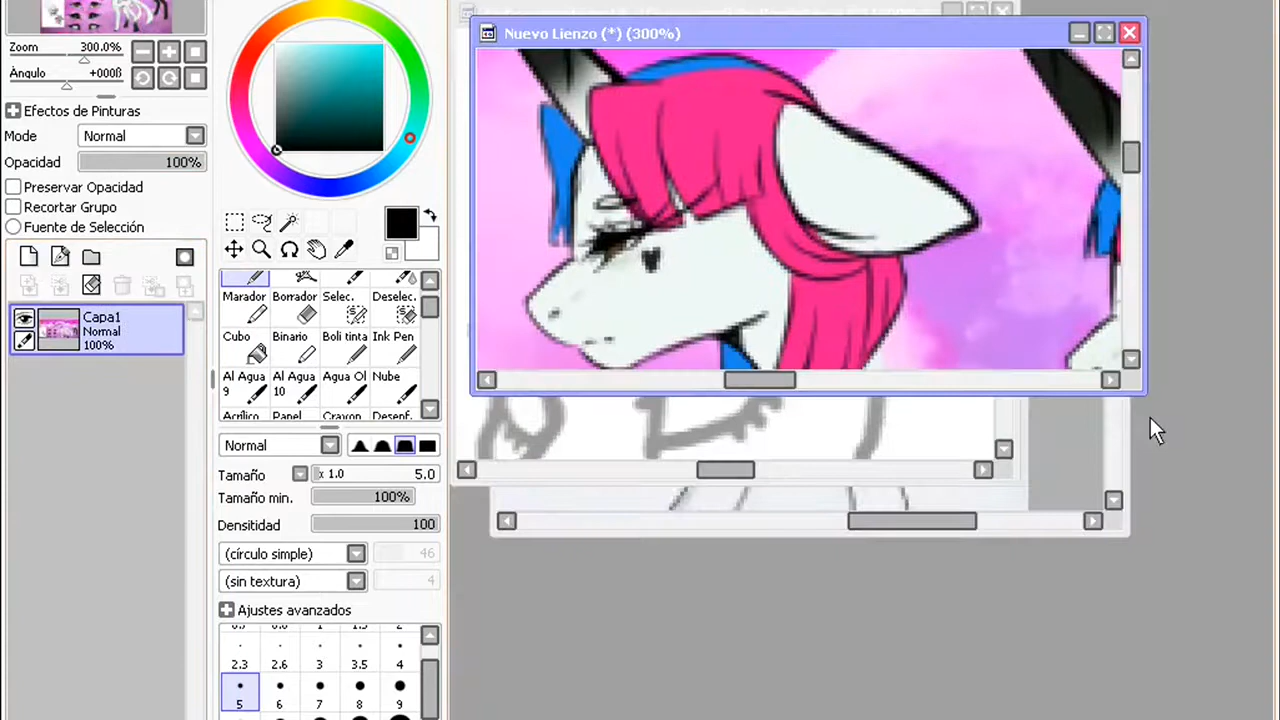 Nuevo Lienzo (*) (300%)
Zoom 300.0%
Ángulo +000ß
Efectos de Pinturas
Mode Normal
Opacidad 100%
Preservar Opacidad
Recortar Grupo
Fuente de Selección
Capa1
Normal
100%
Marador Borrador Selec. Deselec.
Cubo Binario Boli tinta Ink Pen
Al Agua 9 Al Agua 10 Agua Ol Nube
Acrílico Panel Crayon Desenf.
Normal
Tamaño x 1.0 5.0
Tamaño min. 100%
Densitidad 100
(círculo simple) 46
(sin textura) 4
Ajustes avanzados
2.3 2.6 3 3.5 4
5 6 7 8 9